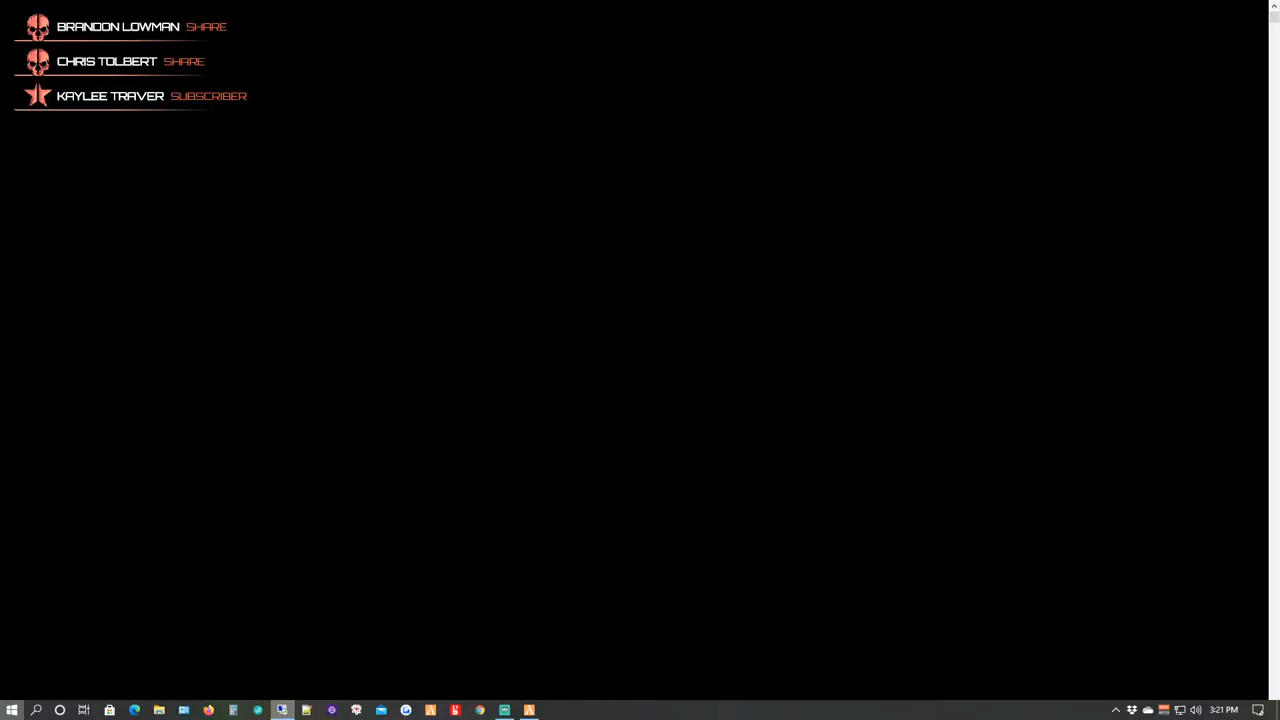 BRANDON LOWMAN SHARE
CHRIS TOLBERT SHARE
KAYLEE TRAVER SUBSCRIBER
3:21 PM